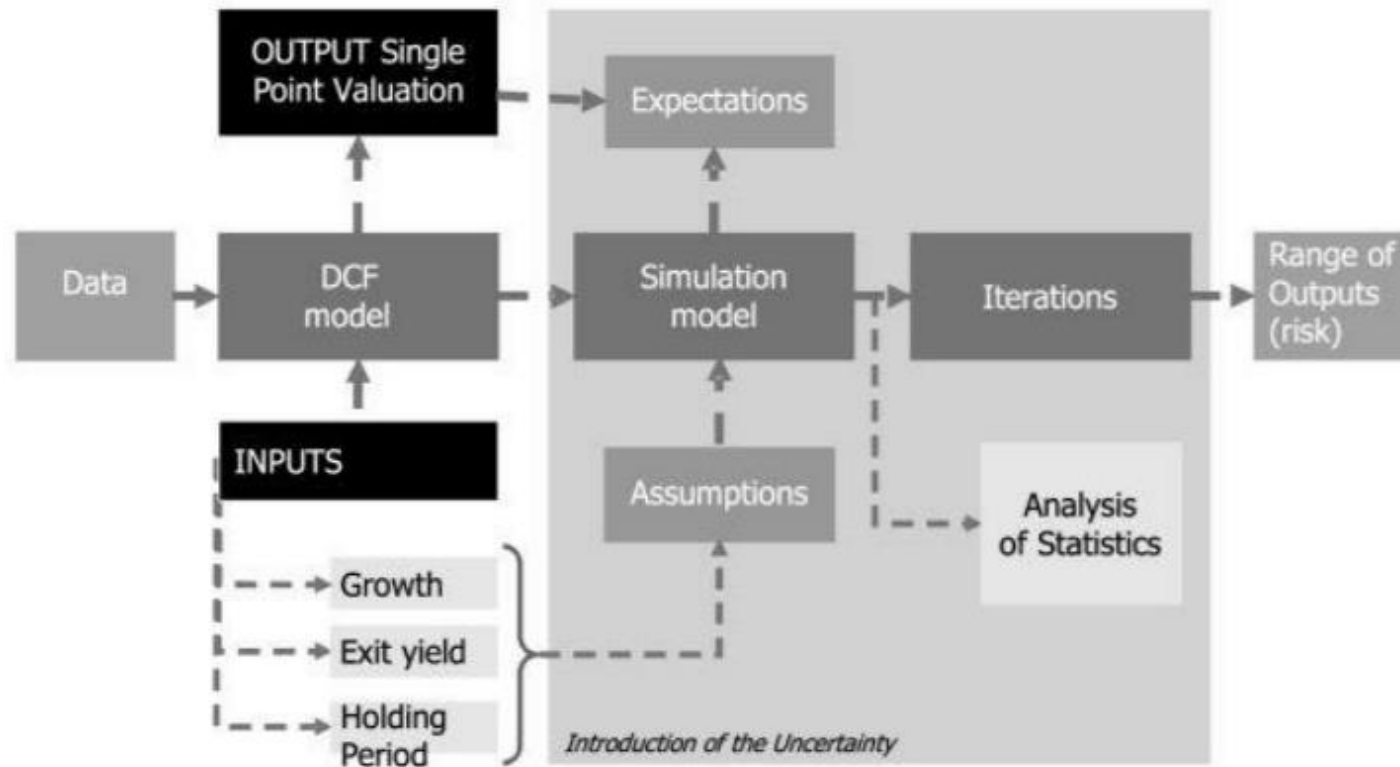 OUTPUT Single
Point Valuation
Expectations
Data
DCF
model
Simulation
model
Iterations
Range of
Outputs
(risk)
INPUTS
Assumptions
Analysis
of Statistics
Growth
Exit yield
Holding
Period
Introduction of the Uncertainty